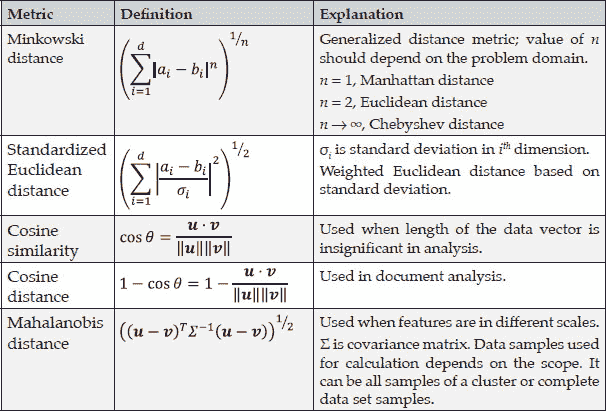 Metric Definition Explanation
Minkowski distance (∑_{i=1}^{d} |a_i − b_i|^n)^{1/n} Generalized distance metric; value of n
should depend on the problem domain.
n = 1, Manhattan distance
n = 2, Euclidean distance
n → ∞, Chebyshev distance
Standardized Euclidean distance (∑_{i=1}^{d} |(a_i − b_i)/σ_i|^2)^{1/2} σ_i is standard deviation in i^th dimension.
Weighted Euclidean distance based on
standard deviation.
Cosine similarity cos θ = u · v / ‖u‖‖v‖ Used when length of the data vector is
insignificant in analysis.
Cosine distance 1 − cos θ = 1 − u · v / ‖u‖‖v‖ Used in document analysis.
Mahalanobis distance ((u − v)^T Σ^−1 (u − v))^{1/2} Used when features are in different scales.
Σ is covariance matrix. Data samples used
for calculation depends on the scope. It
can be all samples of a cluster or complete
data set samples.